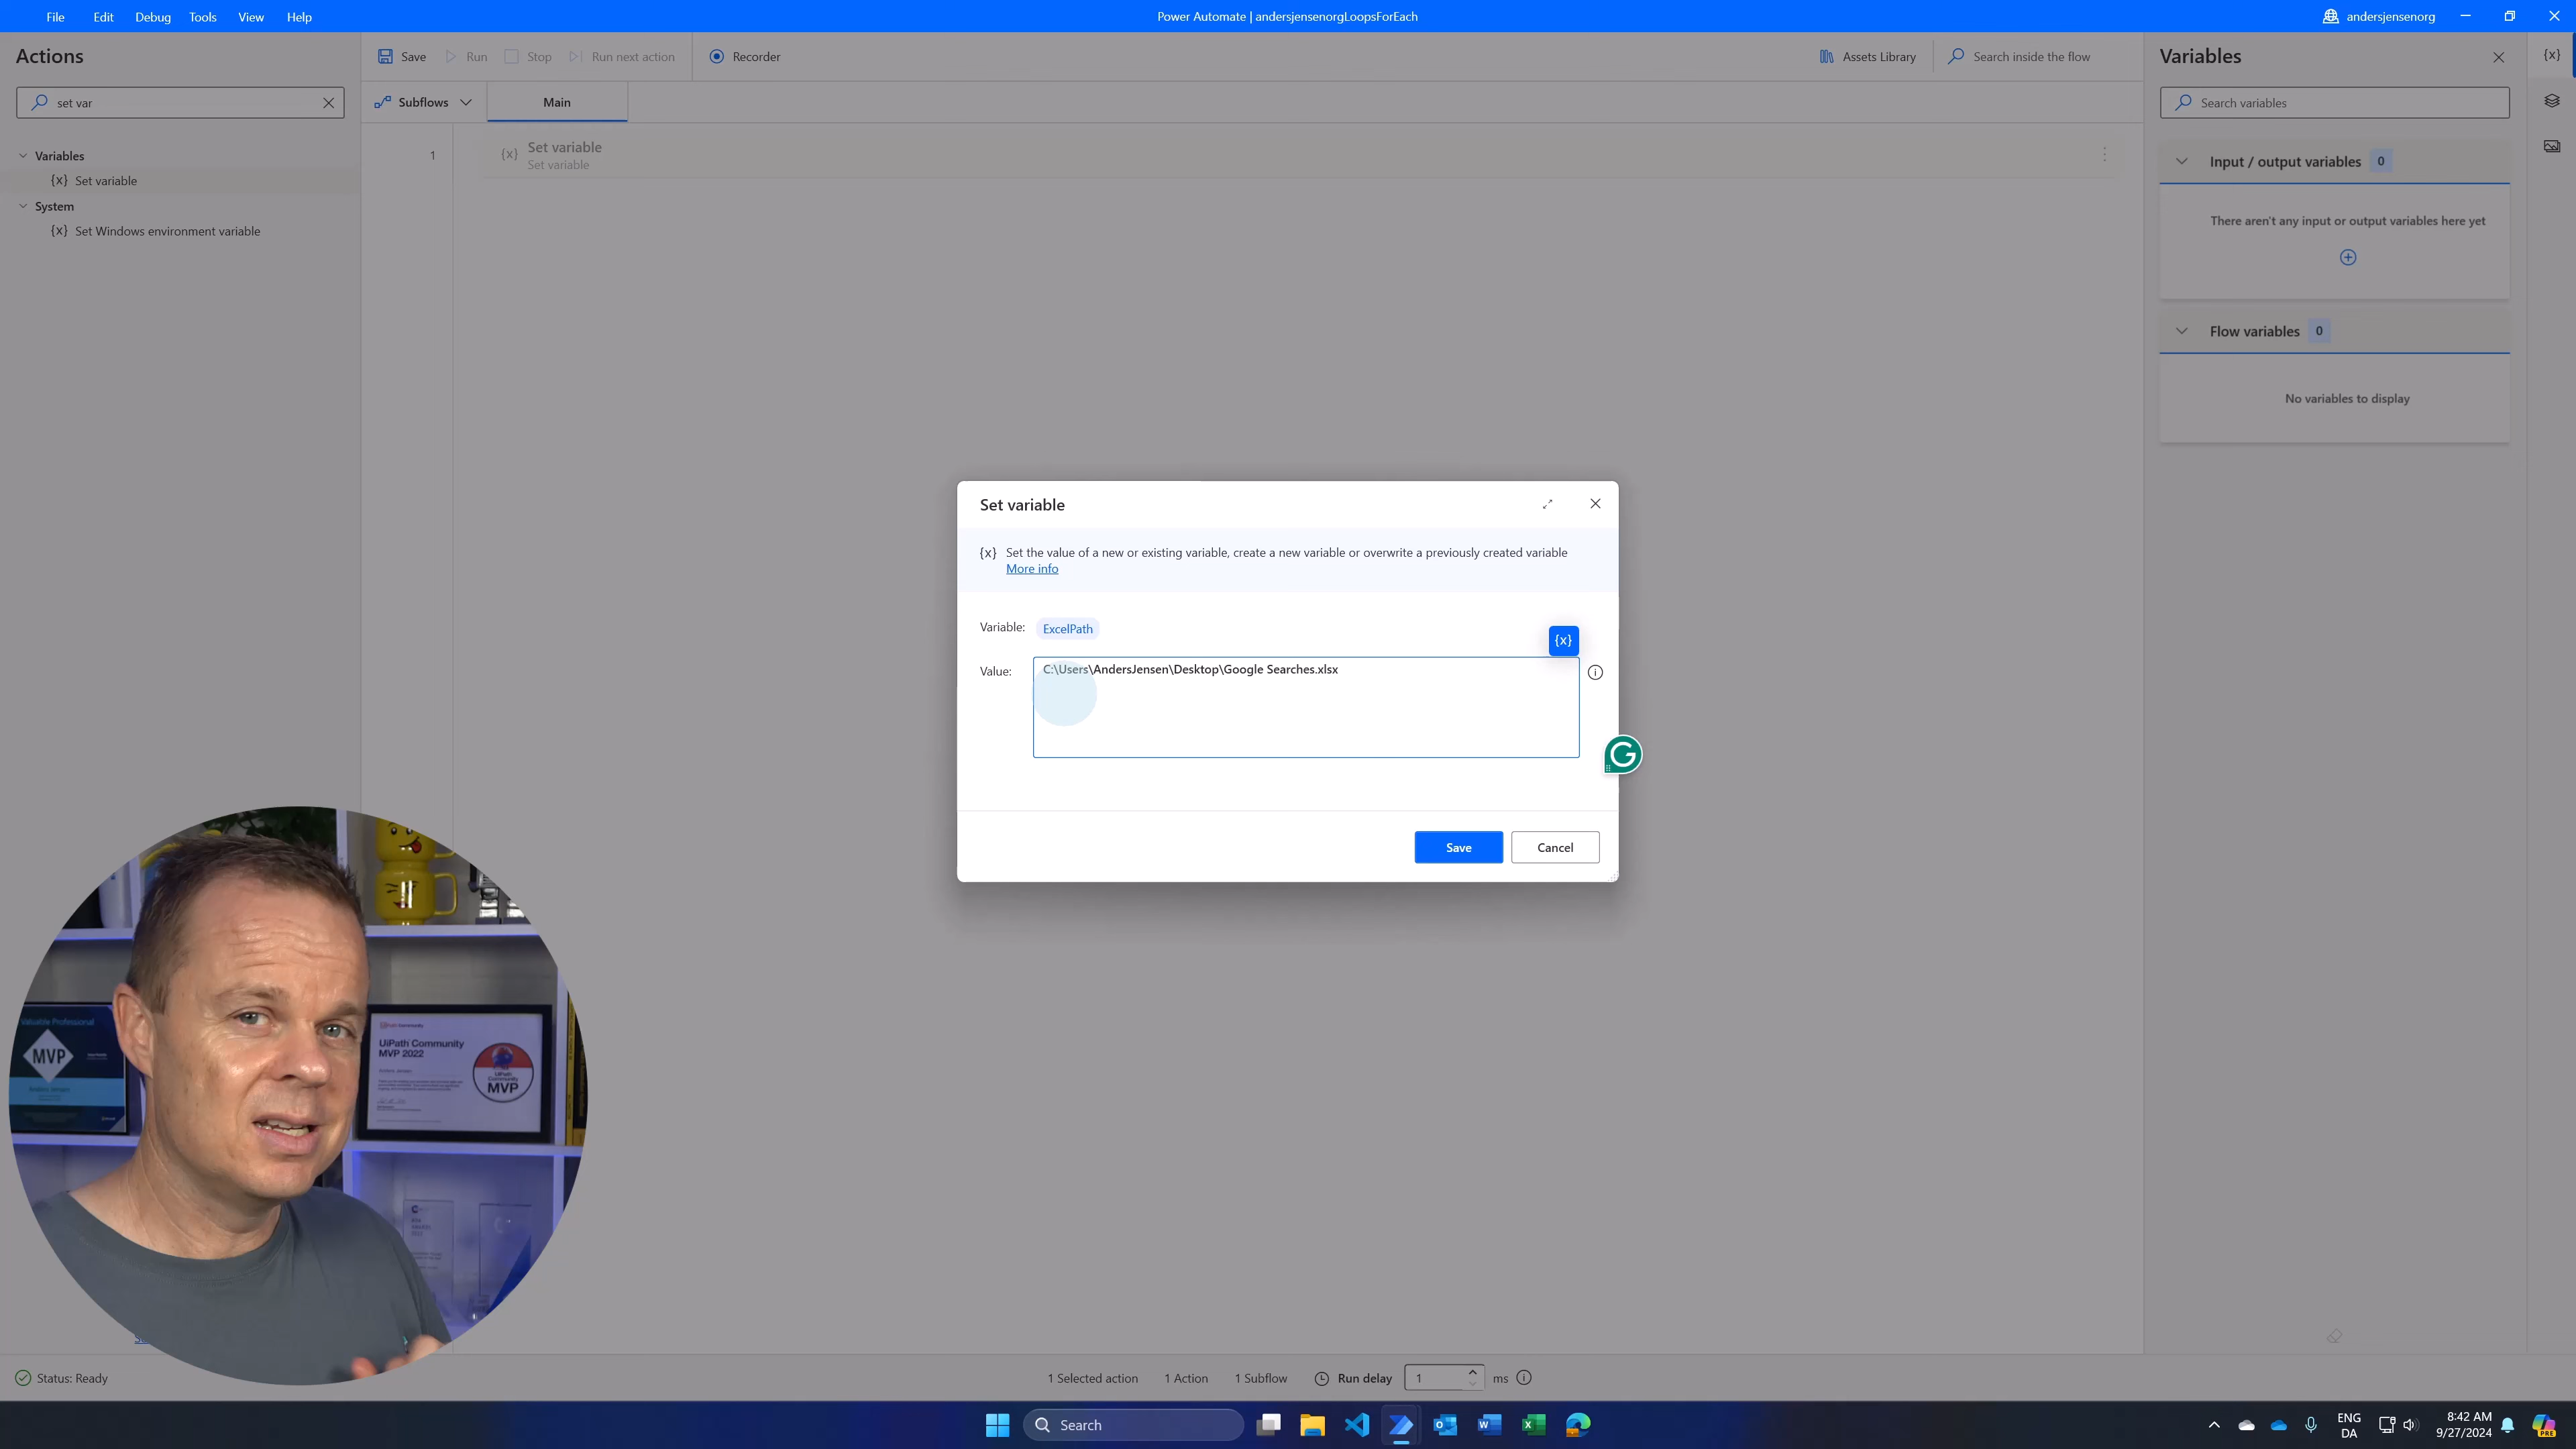 File Edit Debug Tools View Help
Power Automate | andersjensenorgLoopsForEach
andersjensenorg
Actions
Save Run Stop Run next action Recorder
Assets Library Search inside the flow
Variables
{x}
set var
Subflows Main
Search variables
Variables
{x} Set variable
System
{x} Set Windows environment variable
1
{x} Set variable
Set variable
Input / output variables 0
There aren't any input or output variables here yet
Flow variables 0
No variables to display
Set variable
{x} Set the value of a new or existing variable, create a new variable or overwrite a previously created variable
More info
Variable: ExcelPath
{x}
Value: C:\Users\AndersJensen\Desktop\Google Searches.xlsx
G
Save Cancel
MVP
UiPath Community
MVP 2022
MVP
Status: Ready
1 Selected action 1 Action 1 Subflow Run delay 1 ms
Search
ENG
DA
8:42 AM
9/27/2024
PRE